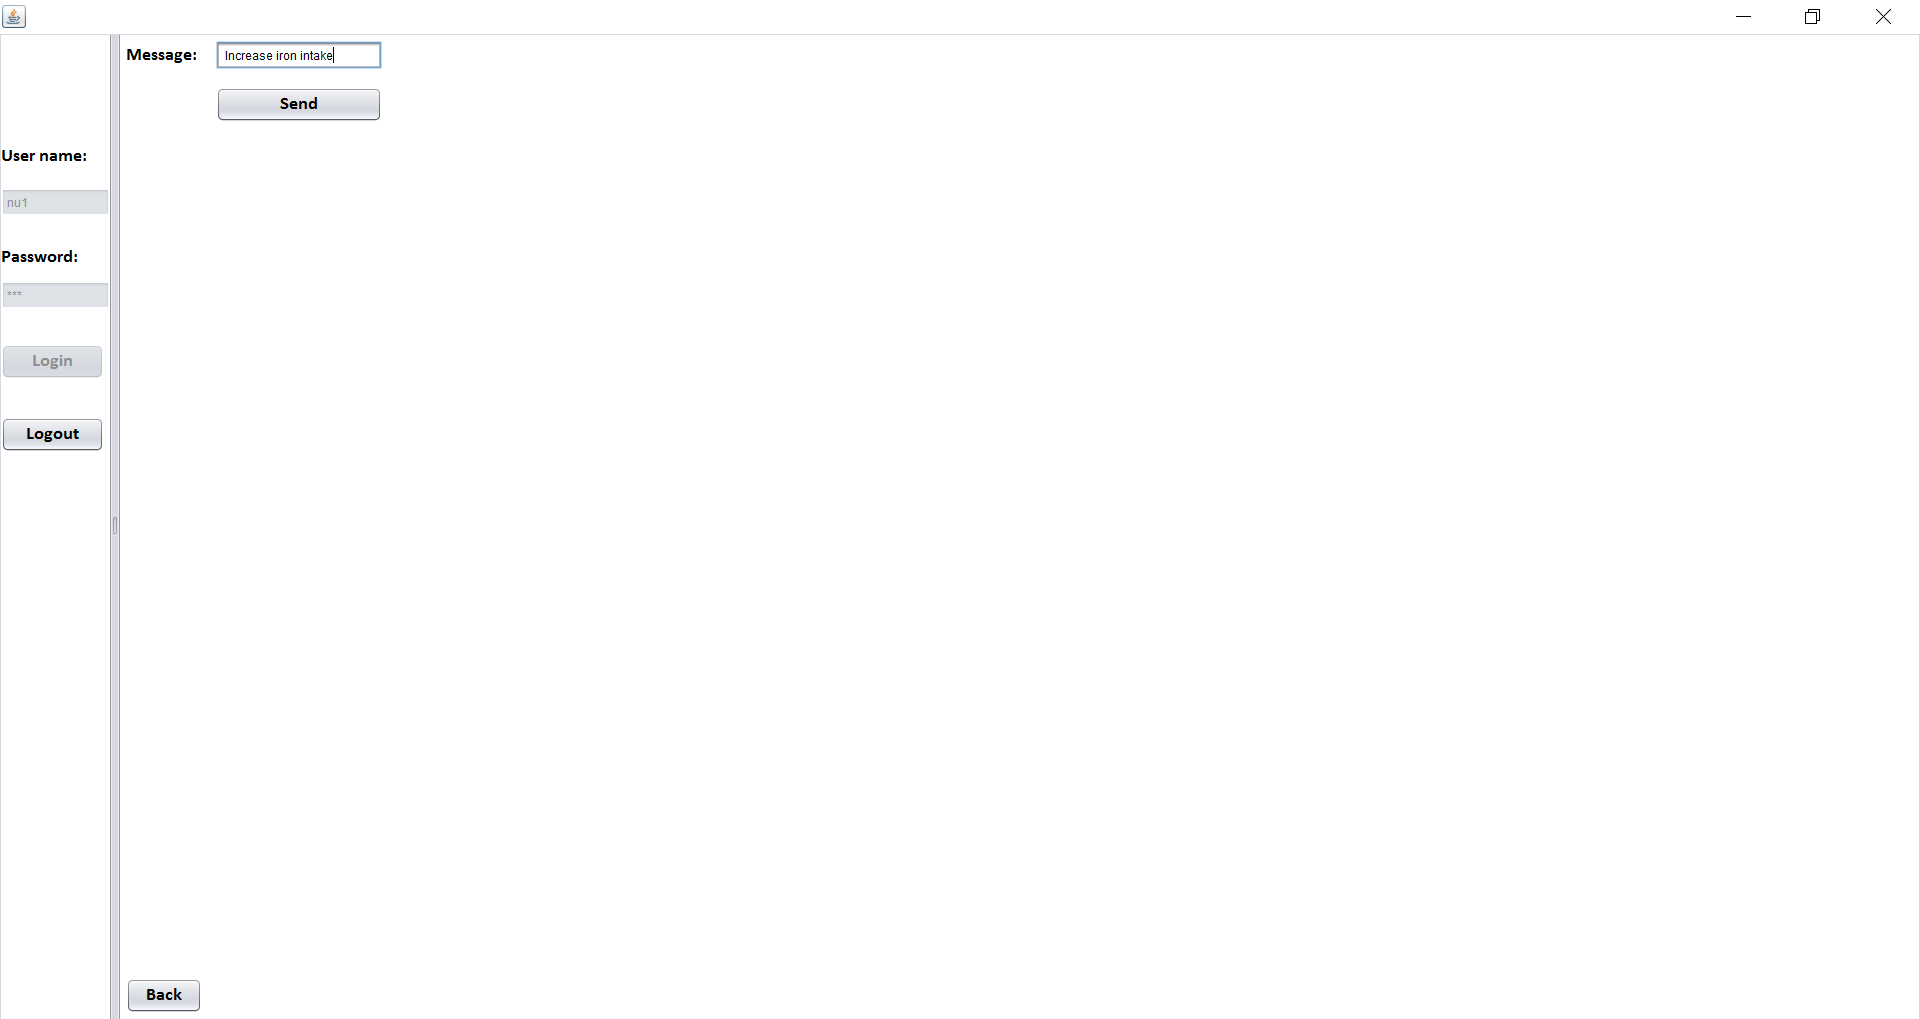 Message: Increase iron intake
Send
User name:
nu1
Password:
***
Login
Logout
Back